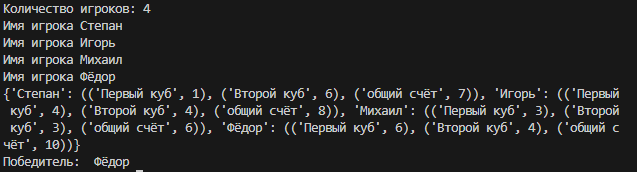 Количество игроков: 4
Имя игрока Степан
Имя игрока Игорь
Имя игрока Михаил
Имя игрока Фёдор
{'Степан': (('Первый куб', 1), ('Второй куб', 6), ('общий счёт', 7)), 'Игорь': (('Первый
 куб', 4), ('Второй куб', 4), ('общий счёт', 8)), 'Михаил': (('Первый куб', 3), ('Второй
 куб', 3), ('общий счёт', 6)), 'Фёдор': (('Первый куб', 6), ('Второй куб', 4), ('общий с
чёт', 10))}
Победитель:  Фёдор